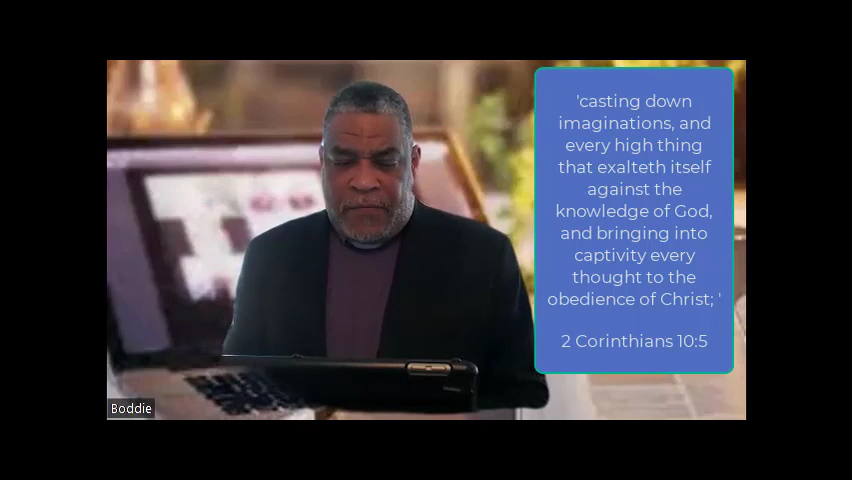 'casting down
imaginations, and
every high thing
that exalteth itself
against the
knowledge of God,
and bringing into
captivity every
thought to the
obedience of Christ; '
2 Corinthians 10:5
Boddie